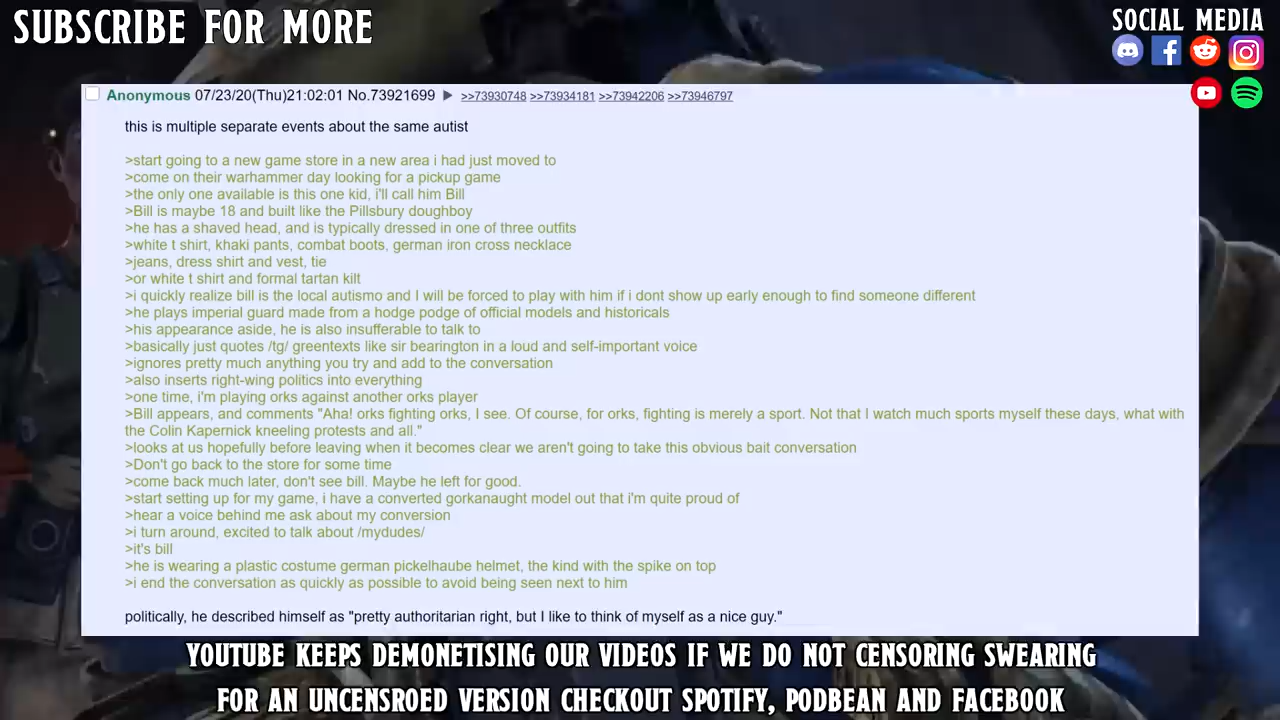 SUBSCRIBE FOR MORE
SOCIAL MEDIA
Anonymous 07/23/20(Thu)21:02:01 No.73921699 ▶ >>73930748 >>73934181 >>73942206 >>73946797
this is multiple separate events about the same autist
>start going to a new game store in a new area i had just moved to
>come on their warhammer day looking for a pickup game
>the only one available is this one kid, i'll call him Bill
>Bill is maybe 18 and built like the Pillsbury doughboy
>he has a shaved head, and is typically dressed in one of three outfits
>white t shirt, khaki pants, combat boots, german iron cross necklace
>jeans, dress shirt and vest, tie
>or white t shirt and formal tartan kilt
>i quickly realize bill is the local autismo and I will be forced to play with him if i dont show up early enough to find someone different
>he plays imperial guard made from a hodge podge of official models and historicals
>his appearance aside, he is also insufferable to talk to
>basically just quotes /tg/ greentexts like sir bearington in a loud and self-important voice
>ignores pretty much anything you try and add to the conversation
>also inserts right-wing politics into everything
>one time, i'm playing orks against another orks player
>Bill appears, and comments "Aha! orks fighting orks, I see. Of course, for orks, fighting is merely a sport. Not that I watch much sports myself these days, what with
the Colin Kapernick kneeling protests and all."
>looks at us hopefully before leaving when it becomes clear we aren't going to take this obvious bait conversation
>Don't go back to the store for some time
>come back much later, don't see bill. Maybe he left for good.
>start setting up for my game, i have a converted gorkanaught model out that i'm quite proud of
>hear a voice behind me ask about my conversion
>i turn around, excited to talk about /mydudes/
>it's bill
>he is wearing a plastic costume german pickelhaube helmet, the kind with the spike on top
>i end the conversation as quickly as possible to avoid being seen next to him
politically, he described himself as "pretty authoritarian right, but I like to think of myself as a nice guy."
YOUTUBE KEEPS DEMONETISING OUR VIDEOS IF WE DO NOT CENSORING SWEARING
FOR AN UNCENSROED VERSION CHECKOUT SPOTIFY, PODBEAN AND FACEBOOK